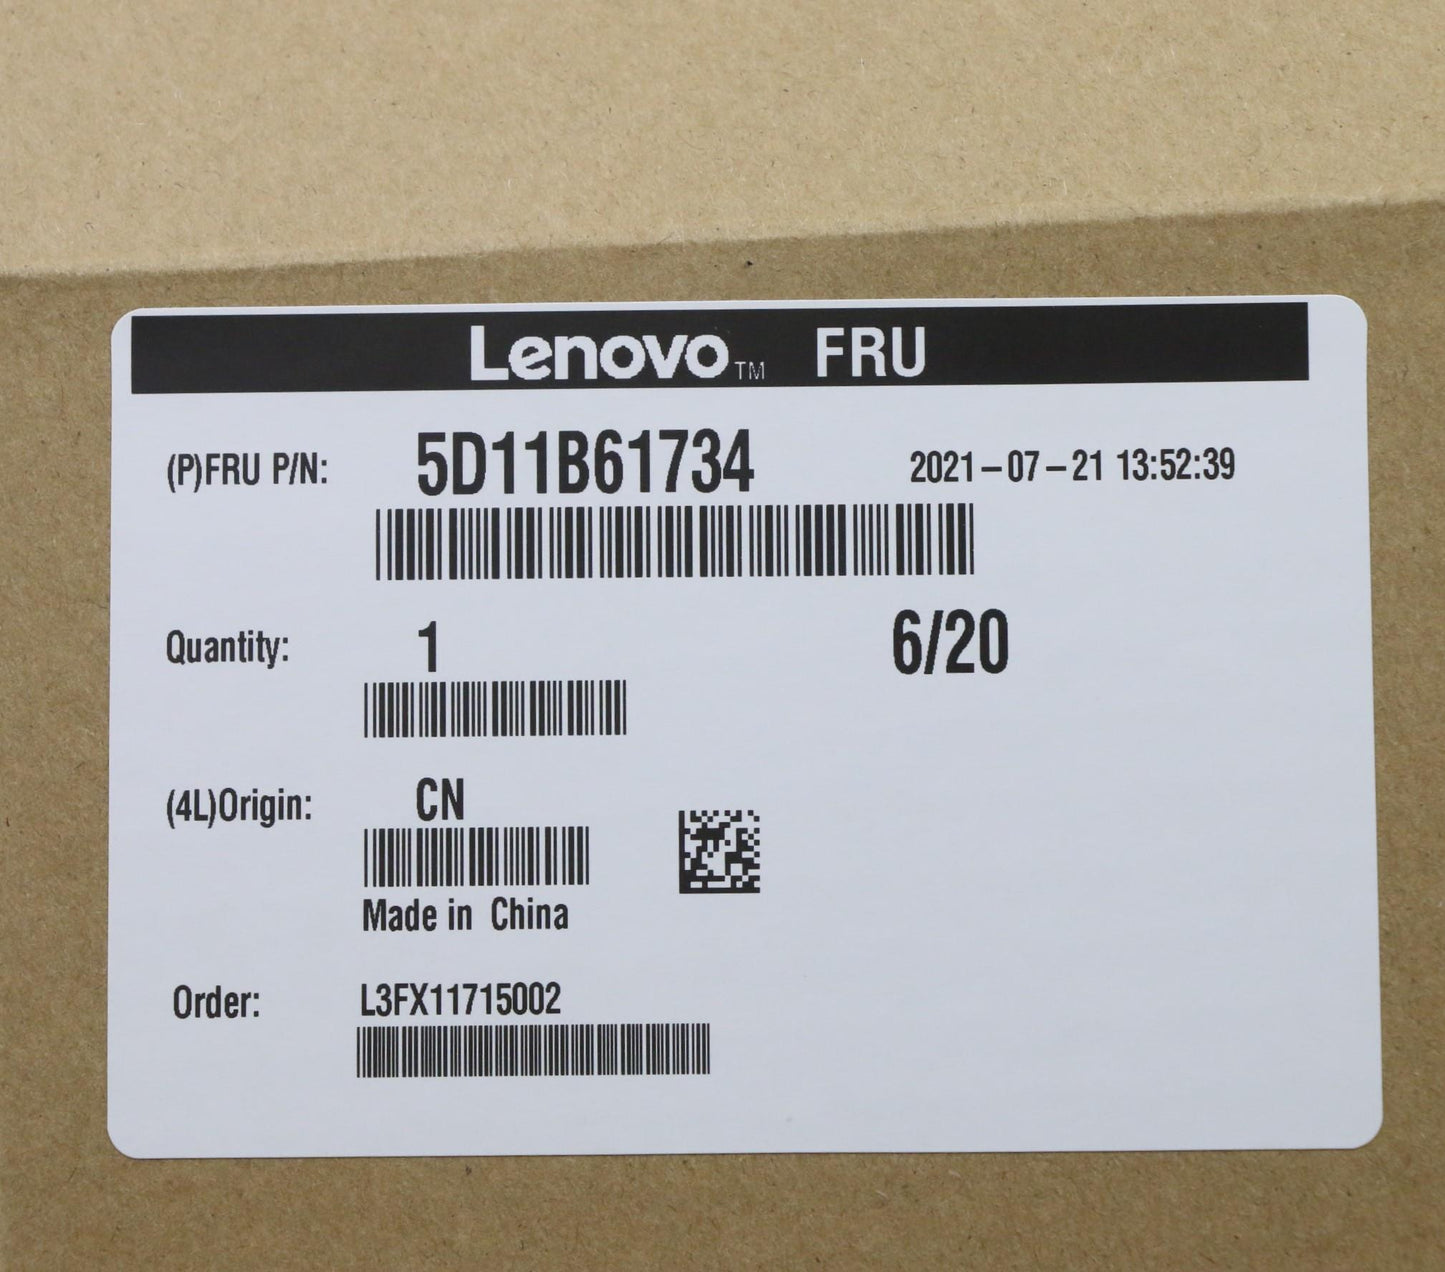 Lenovo™ FRU
(P)FRU P/N: 5D11B61734 2021-07-21 13:52:39
Quantity: 1 6/20
(4L)Origin: CN
Made in China
Order: L3FX11715002